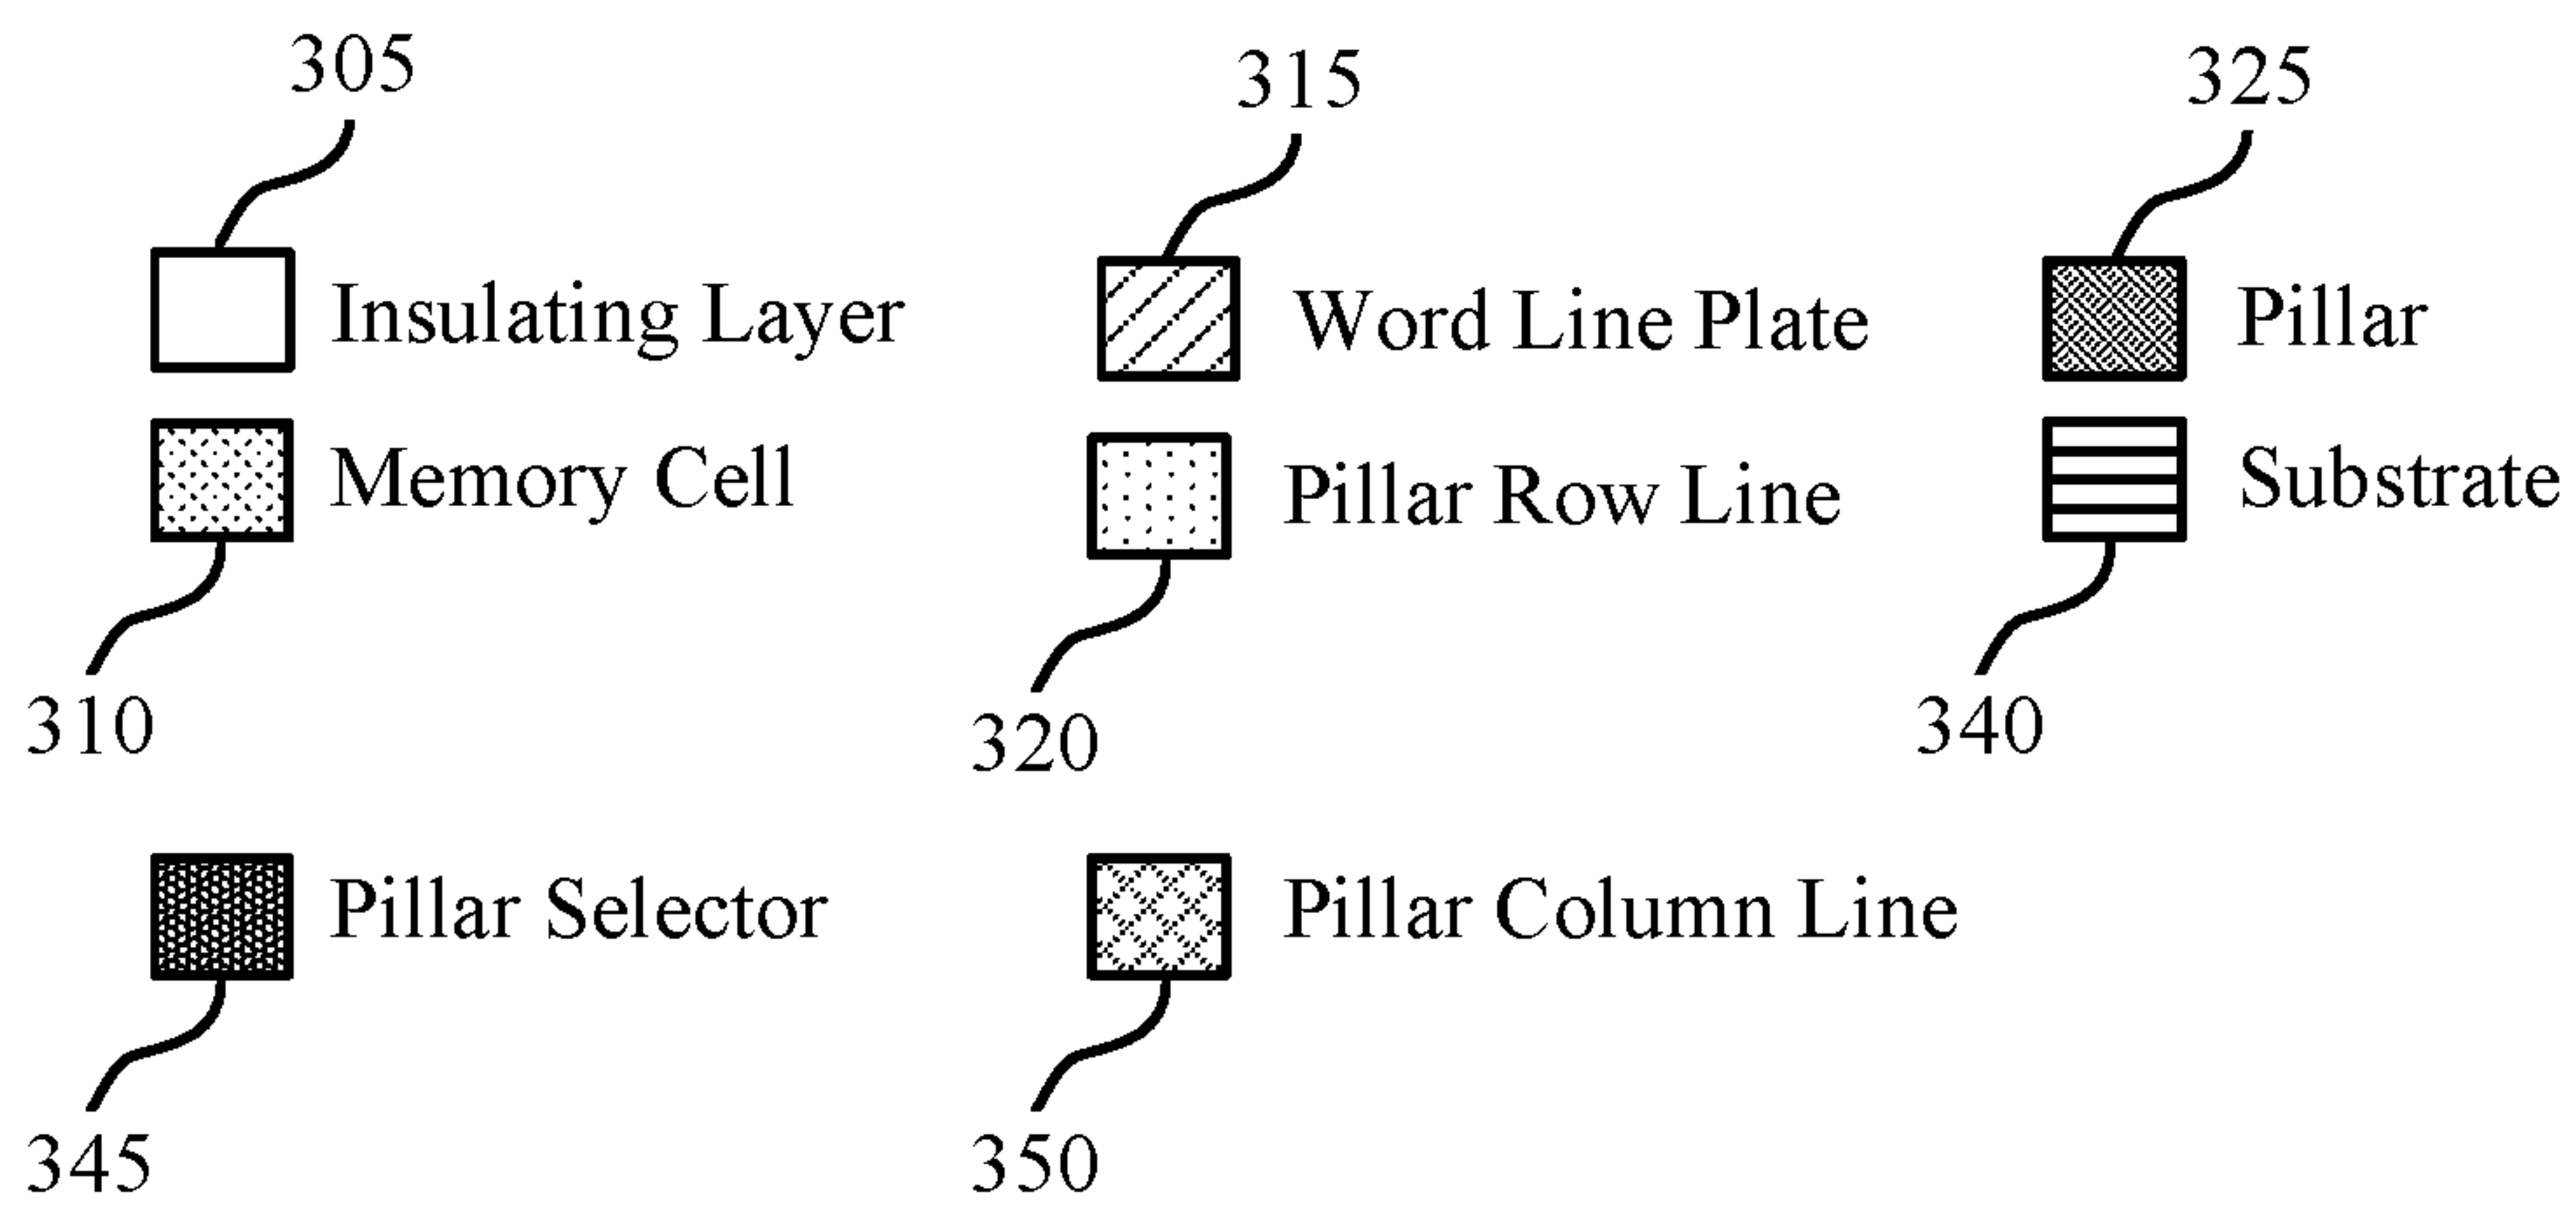 305
315
325
Insulating Layer
Word Line Plate
Pillar
Memory Cell
Pillar Row Line
Substrate
310
320
340
Pillar Selector
Pillar Column Line
345
350